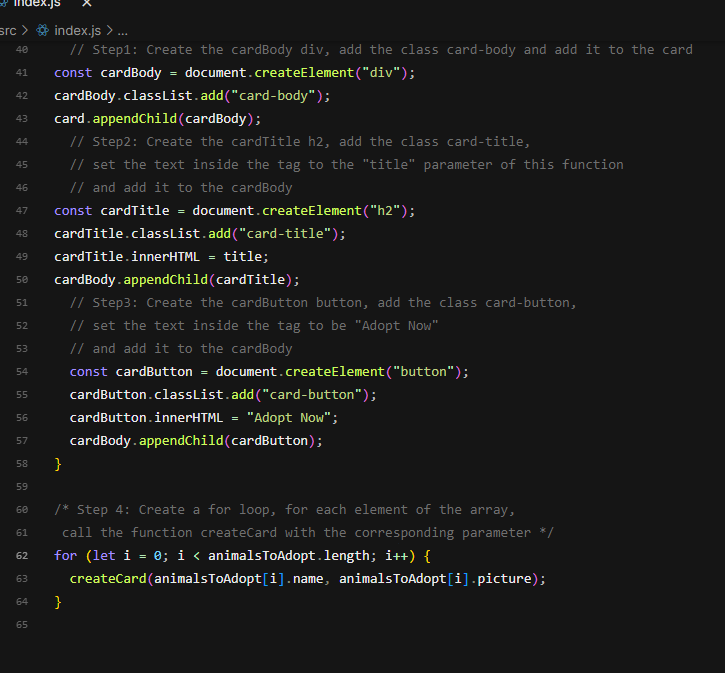 index.js ×
src > index.js > ...
40 // Step1: Create the cardBody div, add the class card-body and add it to the card
41 const cardBody = document.createElement("div");
42 cardBody.classList.add("card-body");
43 card.appendChild(cardBody);
44 // Step2: Create the cardTitle h2, add the class card-title,
45 // set the text inside the tag to the "title" parameter of this function
46 // and add it to the cardBody
47 const cardTitle = document.createElement("h2");
48 cardTitle.classList.add("card-title");
49 cardTitle.innerHTML = title;
50 cardBody.appendChild(cardTitle);
51 // Step3: Create the cardButton button, add the class card-button,
52 // set the text inside the tag to be "Adopt Now"
53 // and add it to the cardBody
54 const cardButton = document.createElement("button");
55 cardButton.classList.add("card-button");
56 cardButton.innerHTML = "Adopt Now";
57 cardBody.appendChild(cardButton);
58 }
59
60 /* Step 4: Create a for loop, for each element of the array,
61 call the function createCard with the corresponding parameter */
62 for (let i = 0; i < animalsToAdopt.length; i++) {
63 createCard(animalsToAdopt[i].name, animalsToAdopt[i].picture);
64 }
65